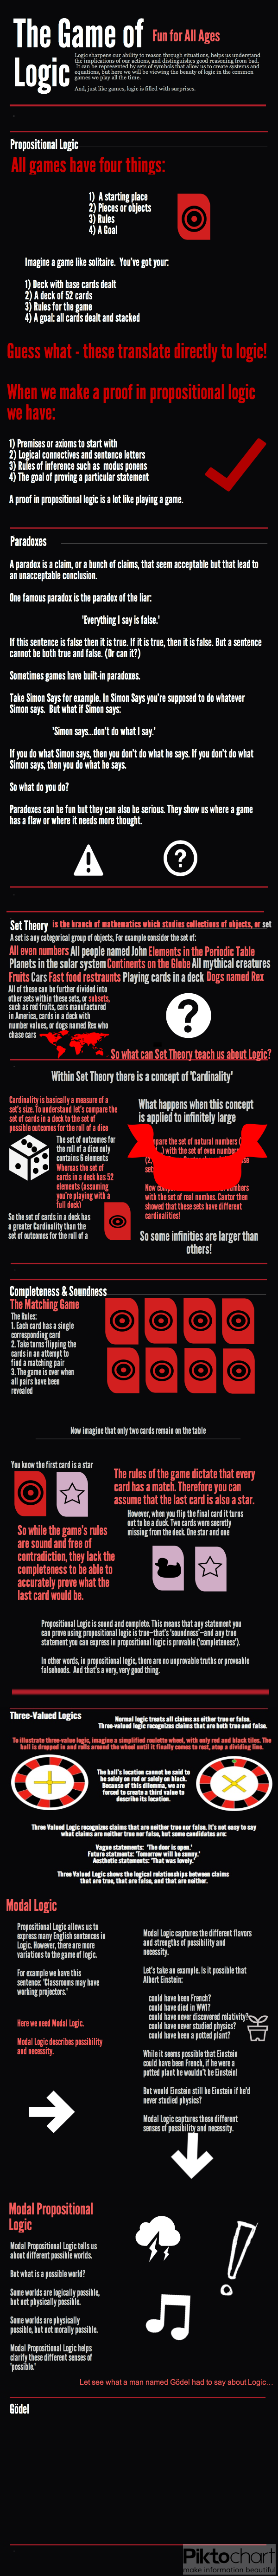 The Game of
Logic
Fun for All Ages
Logic sharpens our ability to reason through situations, helps us understand
the implications of our actions, and distinguishes good reasoning from bad.
It can be represented by sets of symbols that allow us to create systems and
equations, but here we will be viewing the beauty of logic in the common
games we play all the time.
And, just like games, logic is filled with surprises.
Propositional Logic
All games have four things:
1) A starting place
2) Pieces or objects
3) Rules
4) A Goal
Imagine a game like solitaire. You've got your:
1) Deck with base cards dealt
2) A deck of 52 cards
3) Rules for the game
4) A goal: all cards dealt and stacked
Guess what - these translate directly to logic!
When we make a proof in propositional logic
we have:
1) Premises or axioms to start with
2) Logical connectives and sentence letters
3) Rules of inference such as modus ponens
4) The goal of proving a particular statement
A proof in propositional logic is a lot like playing a game.
Paradoxes
A paradox is a claim, or a bunch of claims, that seem acceptable but that lead to
an unacceptable conclusion.
One famous paradox is the paradox of the liar:
'Everything I say is false.'
If this sentence is false then it is true. If it is true, then it is false. But a sentence
cannot be both true and false. (Or can it?)
Sometimes games have built-in paradoxes.
Take Simon Says for example. In Simon Says you're supposed to do whatever
Simon says. But what if Simon says:
'Simon says...don't do what I say.'
If you do what Simon says, then you don't do what he says. If you don't do what
Simon says, then you do what he says.
So what do you do?
Paradoxes can be fun but they can also be serious. They show us where a game
has a flaw or where it needs more thought.
Set Theory is the branch of mathematics which studies collections of objects, or set
A set is any categorical group of objects, For example consider the set of:
All even numbers All people named John Elements in the Periodic Table
Planets in the solar system Continents on the Globe All mythical creatures
Fruits Cars Fast food restraunts Playing cards in a deck Dogs named Rex
All of these can be further divided into
other sets within these sets, or subsets,
such as red fruits, cars manufactured
in America, cards in a deck with
number values, or dogs named Rex who
chase cars
So what can Set Theory teach us about Logic?
Within Set Theory there is a concept of 'Cardinality'
Cardinality is basically a measure of a
set's size. To understand let's compare the
set of cards in a deck to the set of
possible outcomes for the roll of a dice
The set of outcomes for
the roll of a dice only
contains 6 elements
Whereas the set of
cards in a deck has 52
elements (assuming
you're playing with a
full deck)
So the set of cards in a deck has
a greater Cardinality than the
set of outcomes for the roll of a
What happens when this concept
is applied to infinitely large
set of natural numbers
with of even numbers
with the set of real numbes. Cantor then
showed that these sets have different
cardinalities!
So some infinities are larger than
others!
Completeness & Soundness
The Matching Game
The Rules:
1. Each card has a single
corresponding card
2. Take turns flipping the
cards in an attempt to
find a matching pair
3. The game is over when
all pairs have been
revealed
Now imagine that only two cards remain on the table
You know the first card is a star
The rules of the game dictate that every
card has a match. Therefore you can
assume that the last card is also a star.
However, when you flip the final card it turns
out to be a duck. Two cards were secretly
missing from the deck. One star and one
So while the game's rules
are sound and free of
contradiction, they lack the
completeness to be able to
accurately prove what the
last card would be.
Propositional Logic is sound and complete. This means that any statement you
can prove using propositional logic is true—that's 'soundness'—and any true
statement you can express in propositional logic is provable ('completeness').
In other words, in propositional logic, there are no unprovable truths or proveable
falsehoods. And that's a very, very good thing.
Three-Valued Logics
Normal logic treats all claims as either true or false.
Three-valued logic recognizes claims that are both true and false.
To illustrate three-value logic, imagine a simplified roulette wheel, with only red and black tiles. The
ball is dropped in and rolls around the wheel until it finally comes to rest, atop a dividing line.
The ball's location cannot be said to
be solely on red or solely on black.
Because of this dilemma, we are
forced to create a third value to
describe its location.
Three Valued Logic recognizes claims that are neither true nor false. It's not easy to say
what claims are neither true nor false, but some candidates are:
Vague statements: 'The door is open.'
Future statments: 'Tomorrow will be sunny.'
Aesthetic statements: 'That was lovely.'
Three Valued Logic shows the logical relationships between claims
that are true, that are false, and that are neither.
Modal Logic
Propositional Logic allows us to
express many English sentences in
Logic. However, there are more
variations to the game of logic.
For example we have this
sentence: 'Classrooms may have
working projectors.'
Here we need Modal Logic.
Modal Logic describes possibility
and necessity.
Modal Logic captures the different flavors
and strengths of possibility and
necessity.
Let's take an example. Is it possible that
Albert Einstein:
could have been French?
could have died in WWI?
could have never discovered relativity?
could have never studied physics?
could have been a potted plant?
While it seems possible that Einstein
could have been French, if he were a
potted plant he wouldn't be Einstein!
But would Einstein still be Einstein if he'd
never studied physics?
Modal Logic captures these different
senses of possibility and necessity.
Modal Propositional
Logic
Modal Propositional Logic tells us
about different possible worlds.
But what is a possible world?
Some worlds are logically possible,
but not physically possible.
Some worlds are physically
possible, but not morally possible.
Modal Propositional Logic helps
clarify these different senses of
'possible.'
Let see what a man named Gödel had to say about Logic...
Gödel
Piktochart
make information beautiful